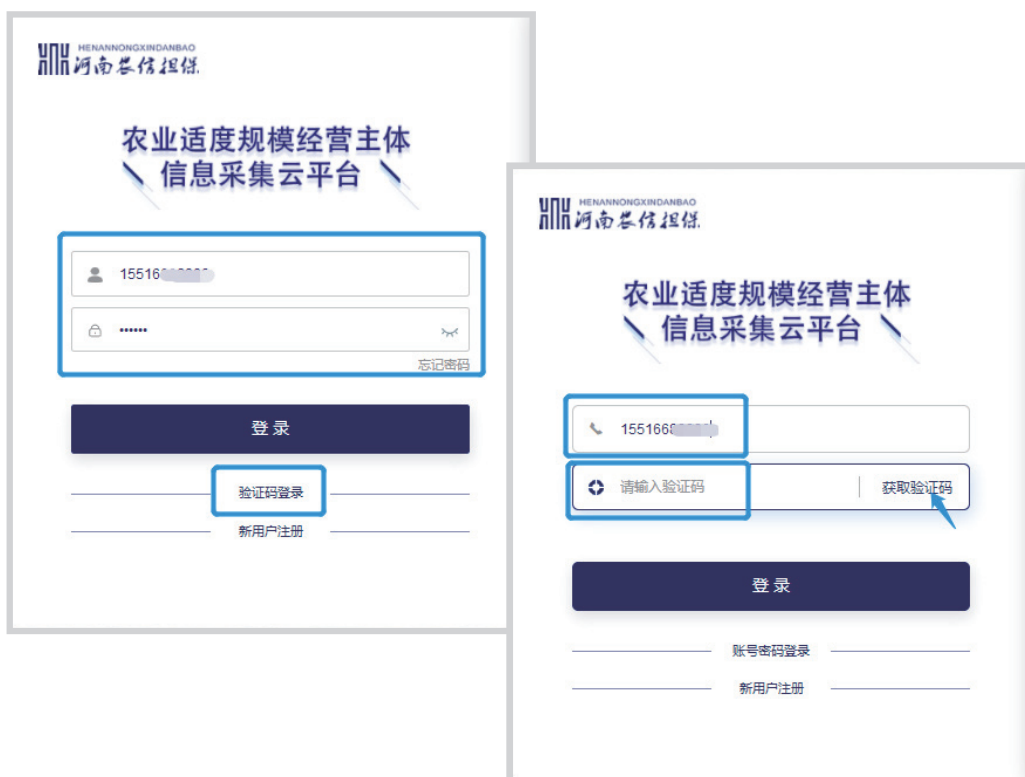 HENANNONGXINDANBAO
河南农信担保
农业适度规模经营主体
信息采集云平台
15516
••••••
忘记密码
登录
验证码登录
新用户注册
HENANNONGXINDANBAO
河南农信担保
农业适度规模经营主体
信息采集云平台
155166
请输入验证码
获取验证码
登录
账号密码登录
新用户注册